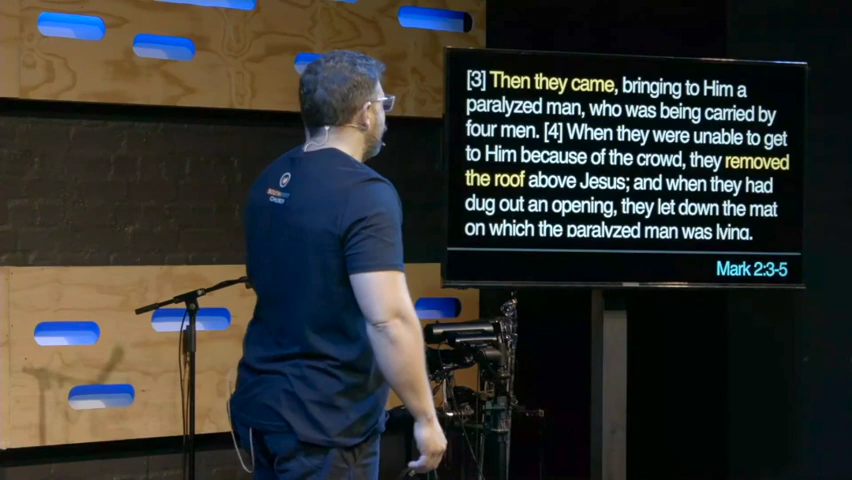 [3] Then they came, bringing to Him a
paralyzed man, who was being carried by
four men. [4] When they were unable to get
to Him because of the crowd, they removed
the roof above Jesus; and when they had
dug out an opening, they let down the mat
on which the paralyzed man was lying.
Mark 2:3-5
CHURCH